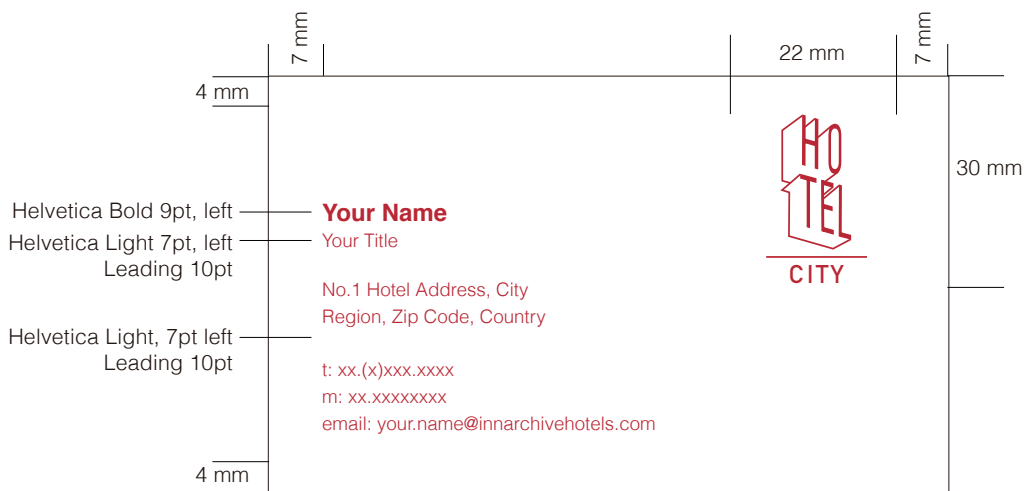 7 mm
22 mm
7 mm
4 mm
HO
TEL
CITY
30 mm
Helvetica Bold 9pt, left
Your Name
Helvetica Light 7pt, left
Leading 10pt
Your Title
No.1 Hotel Address, City
Region, Zip Code, Country
Helvetica Light, 7pt left
Leading 10pt
t: xx.(x)xxx.xxxx
m: xx.xxxxxxxx
email: your.name@innarchivehotels.com
4 mm